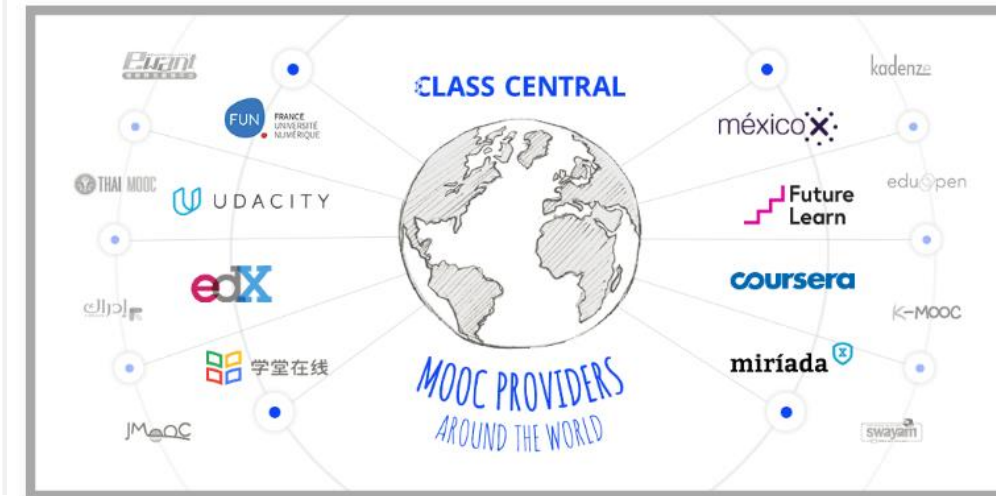 ewant
CLASS CENTRAL
kadenze
FUN
FRANCE
UNIVERSITÉ
NUMÉRIQUE
méxicoX
THAI MOOC
UDACITY
Future
Learn
eduOpen
edX
coursera
إدراك
K-MOOC
学堂在线
miríada X
MOOC PROVIDERS
AROUND THE WORLD
JMOOC
swayam